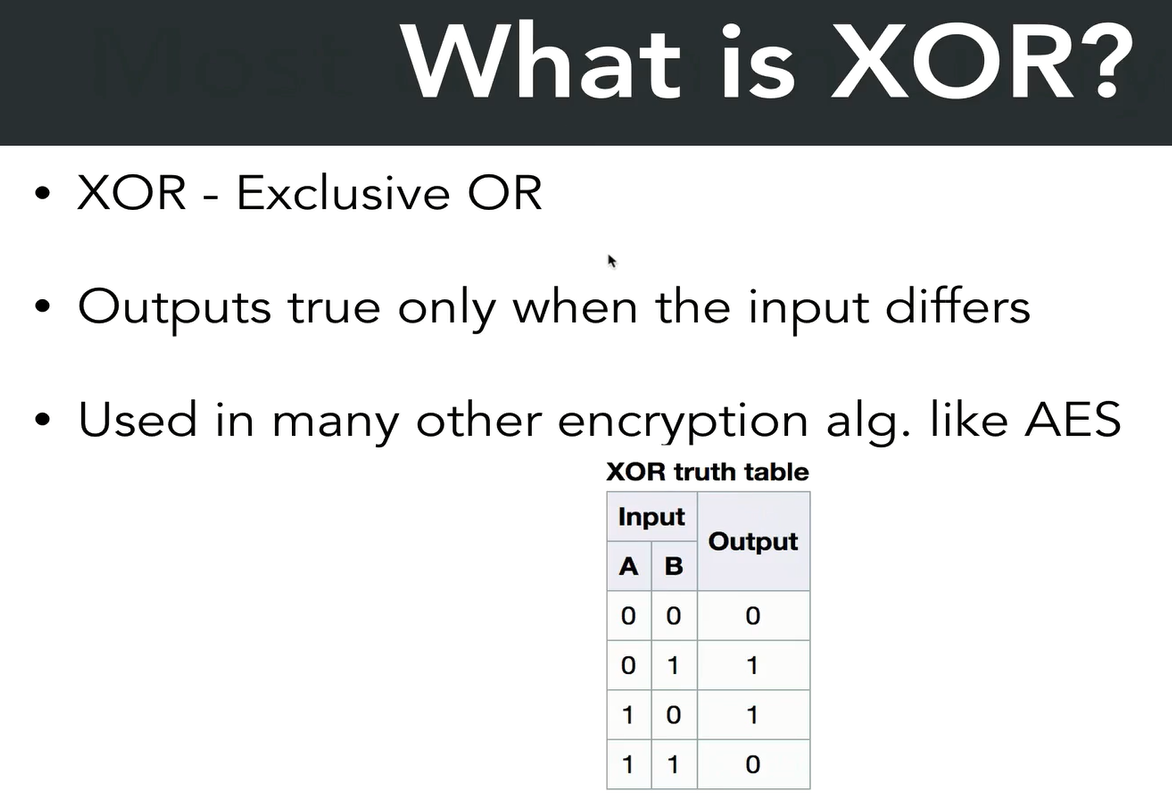 What is XOR?
• XOR - Exclusive OR
• Outputs true only when the input differs
• Used in many other encryption alg. like AES
XOR truth table
Input Output
A B
0 0 0
0 1 1
1 0 1
1 1 0